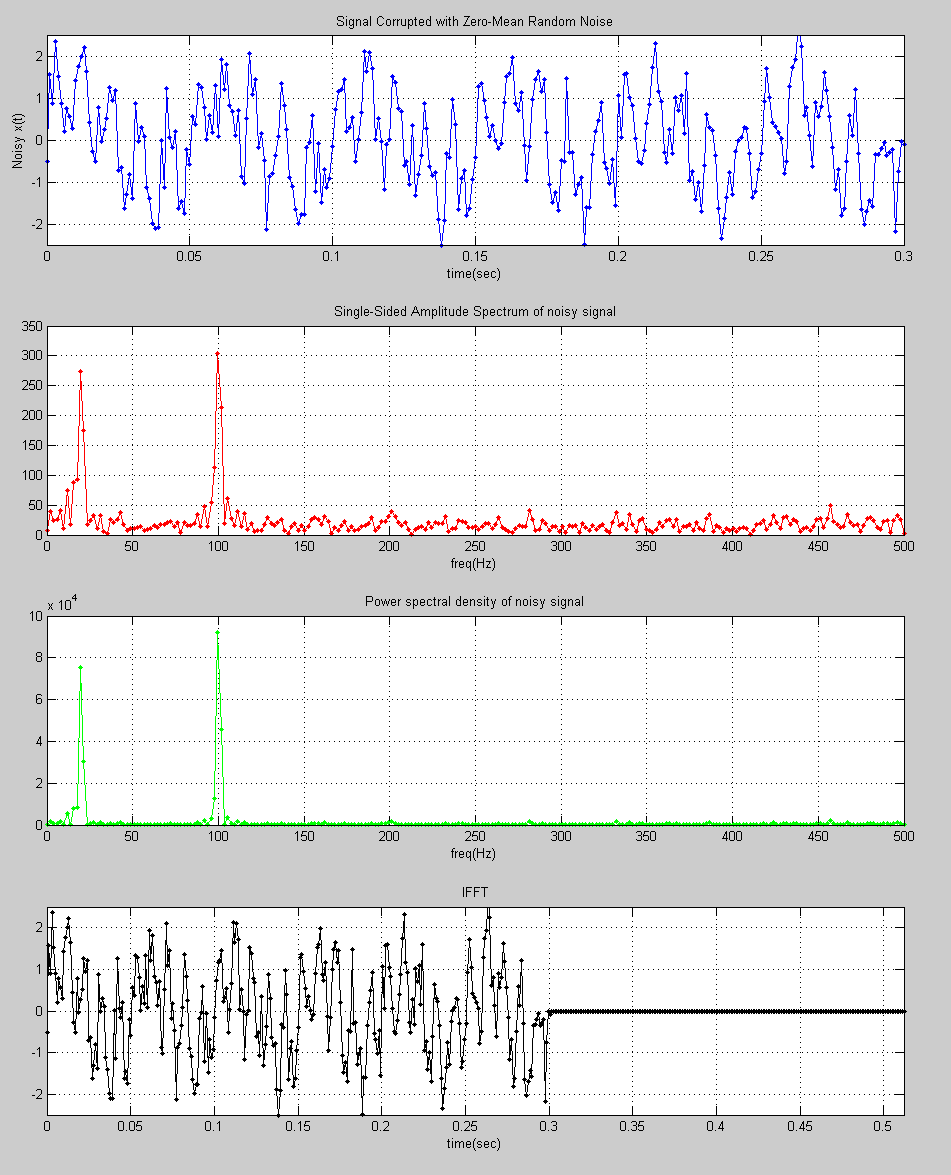 Signal Corrupted with Zero-Mean Random Noise
Noisy x(t)
2
1
0
-1
-2
0 0.05 0.1 0.15 0.2 0.25 0.3
time(sec)
Single-Sided Amplitude Spectrum of noisy signal
350
300
250
200
150
100
50
0
0 50 100 150 200 250 300 350 400 450 500
freq(Hz)
Power spectral density of noisy signal
x 10^4
10
8
6
4
2
0
0 50 100 150 200 250 300 350 400 450 500
freq(Hz)
IFFT
2
1
0
-1
-2
0 0.05 0.1 0.15 0.2 0.25 0.3 0.35 0.4 0.45 0.5
time(sec)